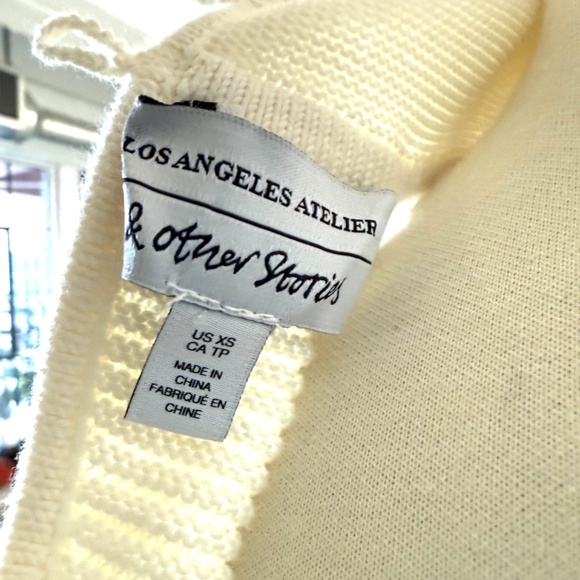 LOS ANGELES ATELIER
& other Stories
US XS
CA TP
MADE IN
CHINA
FABRIQUÉ EN
CHINE